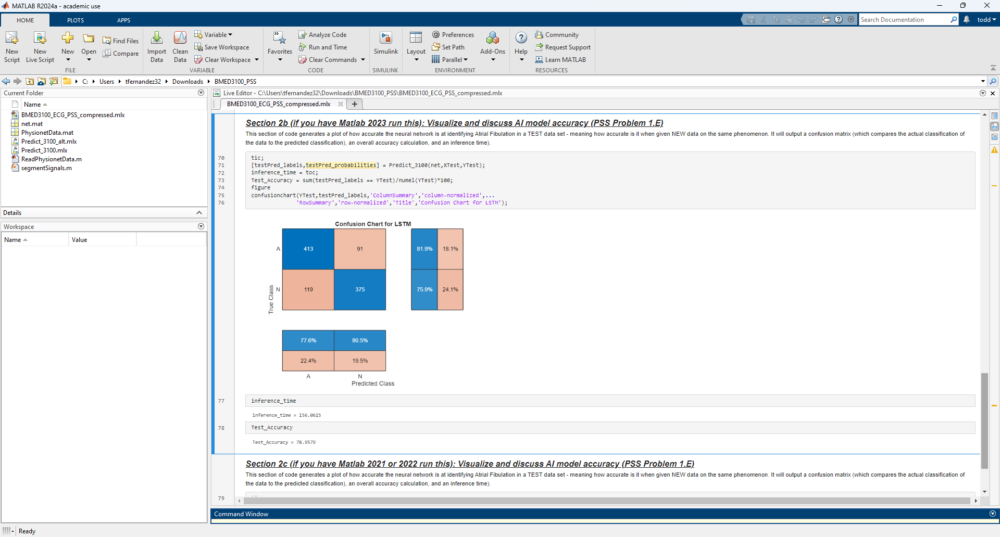 MATLAB R2024a - academic use
HOME
PLOTS
APPS
Search Documentation
todd
New Script
New Live Script
New
Open
Find Files
Compare
FILE
Import Data
Clean Data
Variable
Save Workspace
Clear Workspace
VARIABLE
Favorites
Analyze Code
Run and Time
Clear Commands
CODE
Simulink
SIMULINK
Layout
Preferences
Set Path
Parallel
Add-Ons
ENVIRONMENT
Help
Community
Request Support
Learn MATLAB
RESOURCES
C: Users tfernandez32 Downloads BMED3100_PSS
Current Folder
Name
BMED3100_ECG_PSS_compressed.mlx
net.mat
PhysionetData.mat
Predict_3100_alt.mlx
Predict_3100.mlx
ReadPhysionetData.m
segmentSignals.m
Details
Workspace
Name Value
Live Editor - C:\Users\tfernandez32\Downloads\BMED3100_PSS\BMED3100_ECG_PSS_compressed.mlx
BMED3100_ECG_PSS_compressed.mlx
Section 2b (if you have Matlab 2023 run this): Visualize and discuss AI model accuracy (PSS Problem 1.E)
This section of code generates a plot of how accurate the neural network is at identifying Atrial Fibulation in a TEST data set - meaning how accurate is it when given NEW data on the same phenomenon. It will output a confusion matrix (which compares the actual classification of
the data to the predicted classification), an overall accuracy calculation, and an inference time).
70 tic;
71 [testPred_labels,testPred_probabilities] = Predict_3100(net,XTest,YTest);
72 inference_time = toc;
73 Test_Accuracy = sum(testPred_labels == YTest)/numel(YTest)*100;
74 figure
75 confusionchart(YTest,testPred_labels,'ColumnSummary','column-normalized',...
76 'RowSummary','row-normalized','Title','Confusion Chart for LSTM');
Confusion Chart for LSTM
A 413 91 81.9% 18.1%
N 119 375 75.9% 24.1%
True Class
77.6% 80.5%
22.4% 19.5%
A N
Predicted Class
77 inference_time
inference_time = 156.0615
78 Test_Accuracy
Test_Accuracy = 78.9579
Section 2c (if you have Matlab 2021 or 2022 run this): Visualize and discuss AI model accuracy (PSS Problem 1.E)
This section of code generates a plot of how accurate the neural network is at identifying Atrial Fibulation in a TEST data set - meaning how accurate is it when given NEW data on the same phenomenon. It will output a confusion matrix (which compares the actual classification of
the data to the predicted classification), an overall accuracy calculation, and an inference time).
79
Command Window
Ready